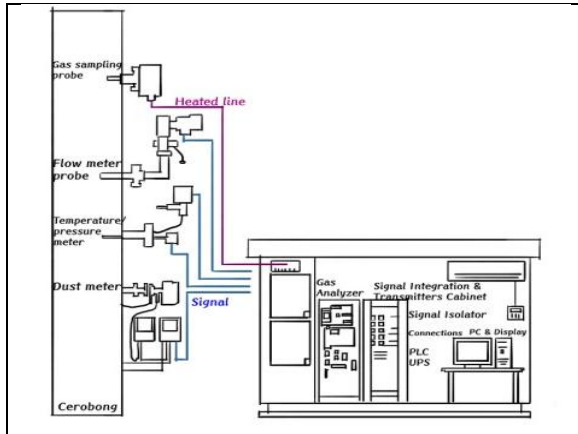 Gas sampling
probe
Heated line
Flow meter
probe
Temperature/
pressure
meter
Dust meter
Signal
Cerobong
Gas
Analyzer
Signal Integration &
Transmitters Cabinet
Signal Isolator
Connections
PC & Display
PLC
UPS